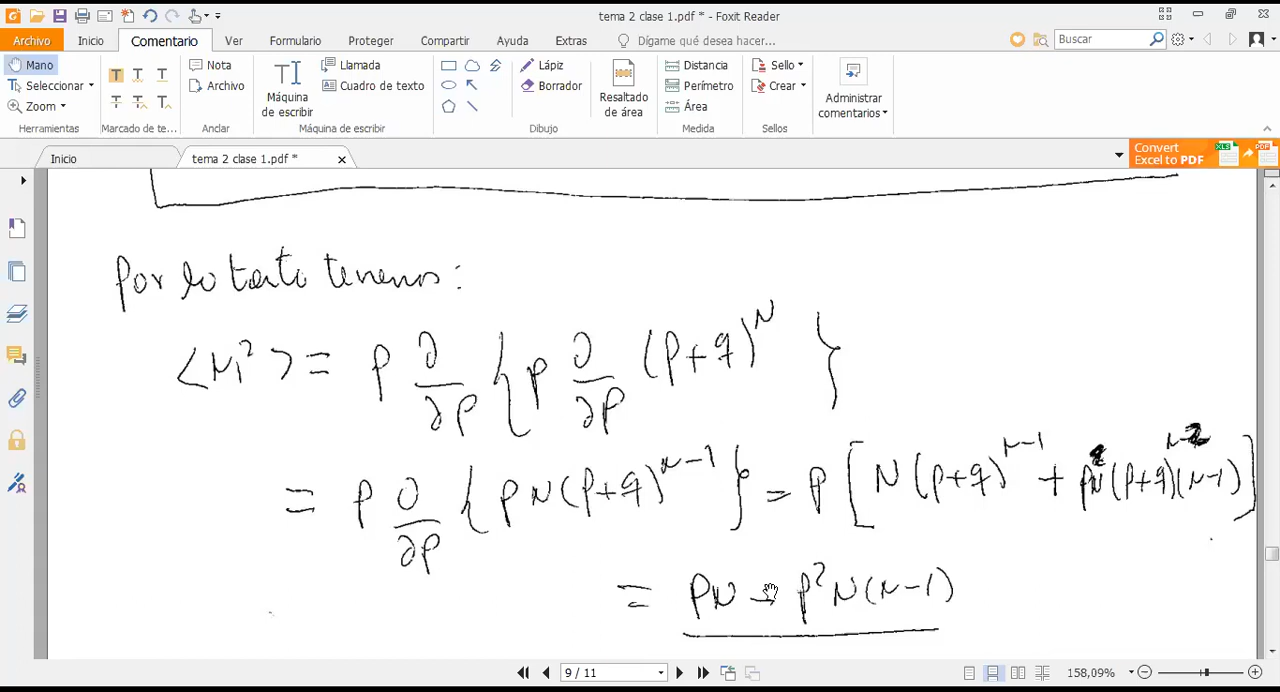 tema 2 clase 1.pdf * - Foxit Reader
Archivo Inicio Comentario Ver Formulario Proteger Compartir Ayuda Extras Dígame qué desea hacer... Buscar
Mano
Seleccionar
Zoom
Herramientas
Marcado de te...
Nota
Archivo
Anclar
Máquina de escribir
Llamada
Cuadro de texto
Máquina de escribir
Lápiz
Borrador
Dibujo
Resaltado de área
Distancia
Perímetro
Área
Medida
Sello
Crear
Sellos
Administrar comentarios
Inicio
tema 2 clase 1.pdf *
Convert Excel to PDF
Por lo tanto tenemos:
<N₁²> = p ∂/∂p { p ∂/∂p (p+q)^N }
= p ∂/∂p { pN(p+q)^N-1 } = p [ N(p+q)^N-1 + pN(p+q)^N-2 (N-1) ]
= pN + p² N(N-1)
9 / 11
158,09%